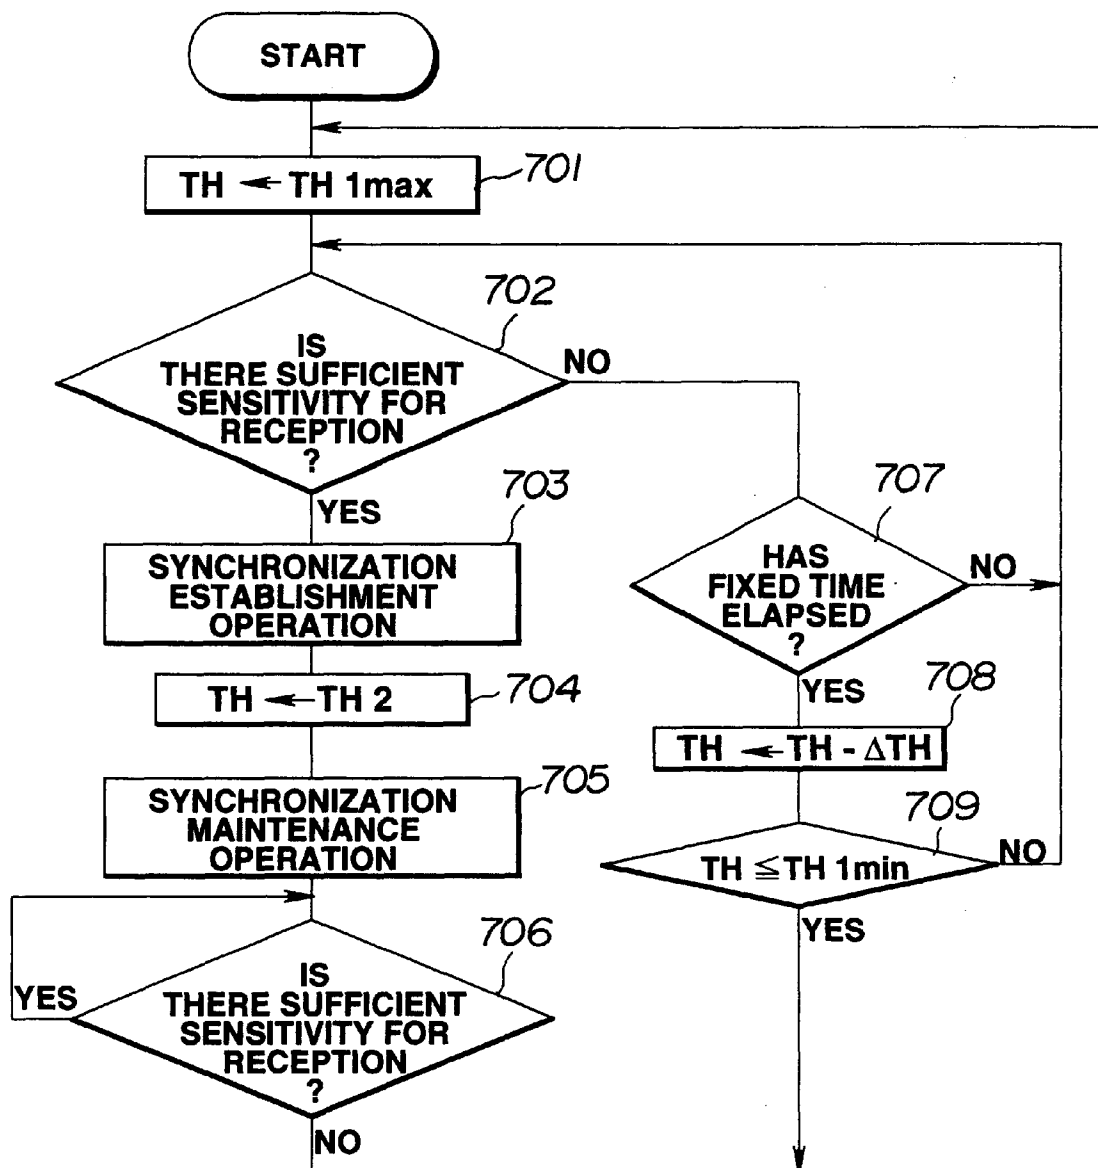 START
701
TH ← TH 1max
702
IS
THERE SUFFICIENT
SENSITIVITY FOR
RECEPTION
?
NO
YES
703
SYNCHRONIZATION
ESTABLISHMENT
OPERATION
704
TH ← TH 2
705
SYNCHRONIZATION
MAINTENANCE
OPERATION
706
IS
THERE SUFFICIENT
SENSITIVITY FOR
RECEPTION
?
YES
NO
707
HAS
FIXED TIME
ELAPSED
?
NO
YES
708
TH ← TH - ΔTH
709
TH ≦ TH 1min
NO
YES